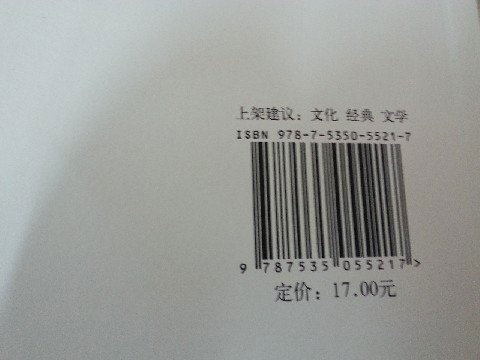 上架建议：文化 经典 文学
ISBN 978-7-5350-5521-7
9 787535 055217 >
定价：17.00元